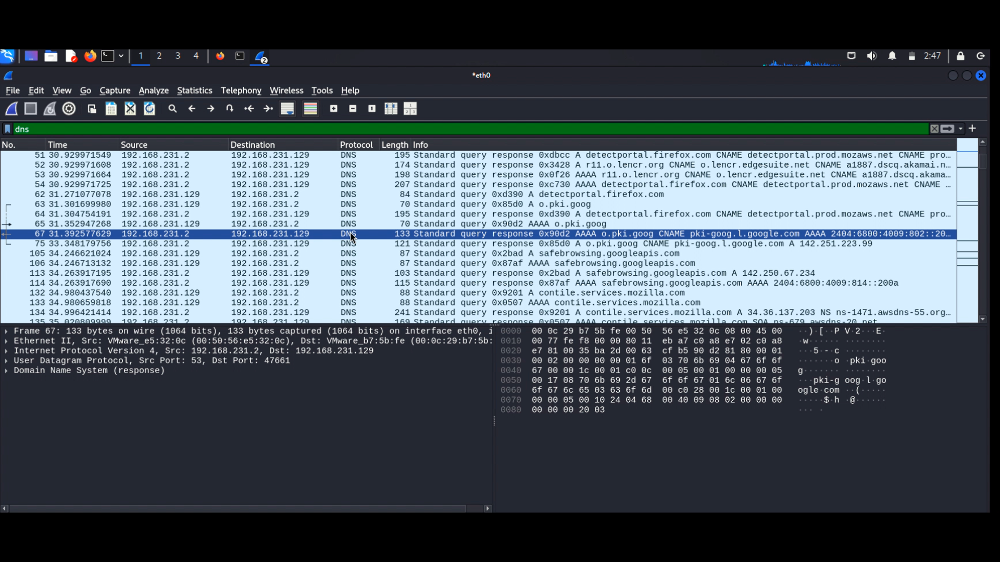 1 2 3 4 2 2:47
*eth0
File Edit View Go Capture Analyze Statistics Telephony Wireless Tools Help
dns
No. Time Source Destination Protocol Length Info
51 30.929971549 192.168.231.2 192.168.231.129 DNS 195 Standard query response 0xdbcc A detectportal.firefox.com CNAME detectportal.prod.mozaws.net CNAME pro…
52 30.929971608 192.168.231.2 192.168.231.129 DNS 174 Standard query response 0x3428 A r11.o.lencr.org CNAME o.lencr.edgesuite.net CNAME a1887.dscq.akamai.n…
53 30.929971664 192.168.231.2 192.168.231.129 DNS 198 Standard query response 0x0f26 AAAA r11.o.lencr.org CNAME o.lencr.edgesuite.net CNAME a1887.dscq.akama…
54 30.929971725 192.168.231.2 192.168.231.129 DNS 207 Standard query response 0xc730 AAAA detectportal.firefox.com CNAME detectportal.prod.mozaws.net CNAME …
62 31.271077078 192.168.231.129 192.168.231.2 DNS 84 Standard query 0xd390 A detectportal.firefox.com
63 31.301699980 192.168.231.129 192.168.231.2 DNS 70 Standard query 0x85d0 A o.pki.goog
64 31.304754191 192.168.231.2 192.168.231.129 DNS 195 Standard query response 0xd390 A detectportal.firefox.com CNAME detectportal.prod.mozaws.net CNAME pro…
65 31.352947268 192.168.231.129 192.168.231.2 DNS 70 Standard query 0x90d2 AAAA o.pki.goog
67 31.392577629 192.168.231.2 192.168.231.129 DNS 133 Standard query response 0x90d2 AAAA o.pki.goog CNAME pki-goog.l.google.com AAAA 2404:6800:4009:802::20…
75 33.348179756 192.168.231.2 192.168.231.129 DNS 121 Standard query response 0x85d0 A o.pki.goog CNAME pki-goog.l.google.com A 142.251.223.99
105 34.246621024 192.168.231.129 192.168.231.2 DNS 87 Standard query 0x2bad A safebrowsing.googleapis.com
106 34.246713132 192.168.231.129 192.168.231.2 DNS 87 Standard query 0x87af AAAA safebrowsing.googleapis.com
113 34.263917195 192.168.231.2 192.168.231.129 DNS 103 Standard query response 0x2bad A safebrowsing.googleapis.com A 142.250.67.234
114 34.263917690 192.168.231.2 192.168.231.129 DNS 115 Standard query response 0x87af AAAA safebrowsing.googleapis.com AAAA 2404:6800:4009:814::200a
132 34.980437540 192.168.231.129 192.168.231.2 DNS 88 Standard query 0x9201 A contile.services.mozilla.com
133 34.980659818 192.168.231.129 192.168.231.2 DNS 88 Standard query 0x0507 AAAA contile.services.mozilla.com
134 34.996421414 192.168.231.2 192.168.231.129 DNS 241 Standard query response 0x9201 A contile.services.mozilla.com A 34.36.137.203 NS ns-1471.awsdns-55.org…
135 35.020809999 192.168.231.2 192.168.231.129 DNS 169 Standard query response 0x0507 AAAA contile.services.mozilla.com SOA ns-679.awsdns-20.net
Frame 67: 133 bytes on wire (1064 bits), 133 bytes captured (1064 bits) on interface eth0, i
Ethernet II, Src: VMware_e5:32:0c (00:50:56:e5:32:0c), Dst: VMware_b7:5b:fe (00:0c:29:b7:5b:
Internet Protocol Version 4, Src: 192.168.231.2, Dst: 192.168.231.129
User Datagram Protocol, Src Port: 53, Dst Port: 47661
Domain Name System (response)
0000 00 0c 29 b7 5b fe 00 50 56 e5 32 0c 08 00 45 00 ··)·[··P V·2···E·
0010 00 77 fe f8 00 00 80 11 eb a7 c0 a8 e7 02 c0 a8 ·w······ ········
0020 e7 81 00 35 ba 2d 00 63 cf b5 90 d2 81 80 00 01 ···5·-·c ········
0030 00 02 00 00 00 00 01 6f 03 70 6b 69 04 67 6f 6f ·······o ·pki·goo
0040 67 00 00 1c 00 01 c0 0c 00 05 00 01 00 00 00 05 g······· ········
0050 00 17 08 70 6b 69 2d 67 6f 6f 67 01 6c 06 67 6f ···pki-g oog·l·go
0060 6f 67 6c 65 03 63 6f 6d 00 c0 28 00 1c 00 01 00 ogle·com ··(·····
0070 00 00 05 00 10 24 04 68 00 40 09 08 02 00 00 00 ·····$·h ·@······
0080 00 00 00 20 03 ··· ·